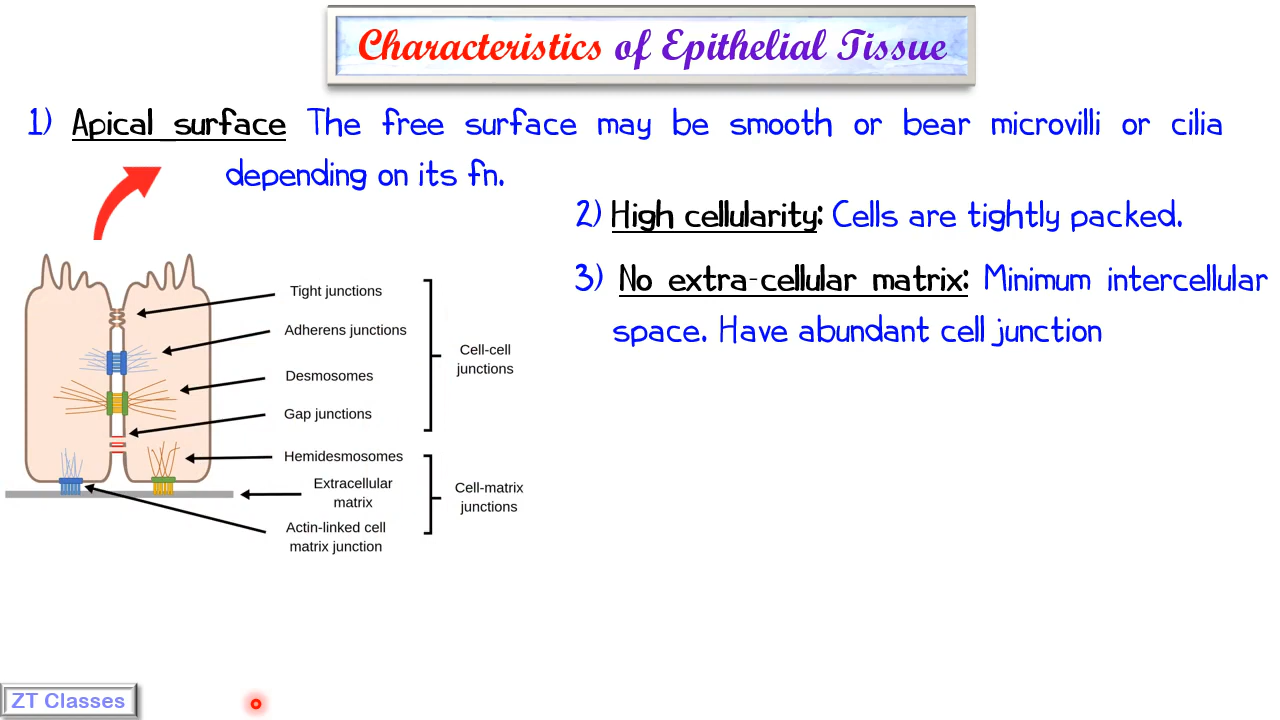 Characteristics of Epithelial Tissue
1) Apical surface The free surface may be smooth or bear microvilli or cilia
depending on its fn.
2) High cellularity: Cells are tightly packed.
3) No extra-cellular matrix: Minimum intercellular
space. Have abundant cell junction
Tight junctions
Adherens junctions
Desmosomes
Gap junctions
Cell-cell
junctions
Hemidesmosomes
Extracellular
matrix
Actin-linked cell
matrix junction
Cell-matrix
junctions
ZT Classes